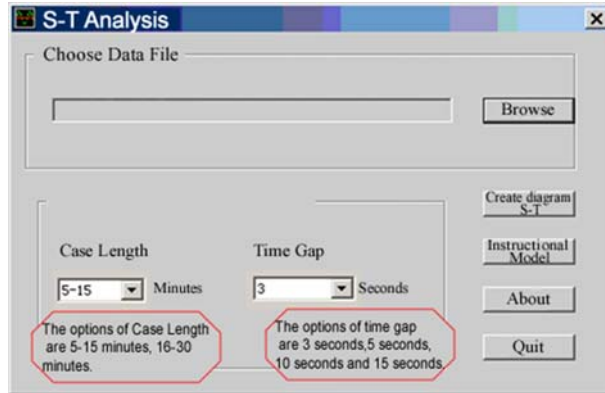 S-T Analysis
Choose Data File
Browse
Create diagram
S-T
Case Length
Time Gap
Instructional
Model
5-15
Minutes
3
Seconds
About
The options of Case Length
are 5-15 minutes, 16-30
minutes.
The options of time gap
are 3 seconds,5 seconds,
10 seconds and 15 seconds.
Quit